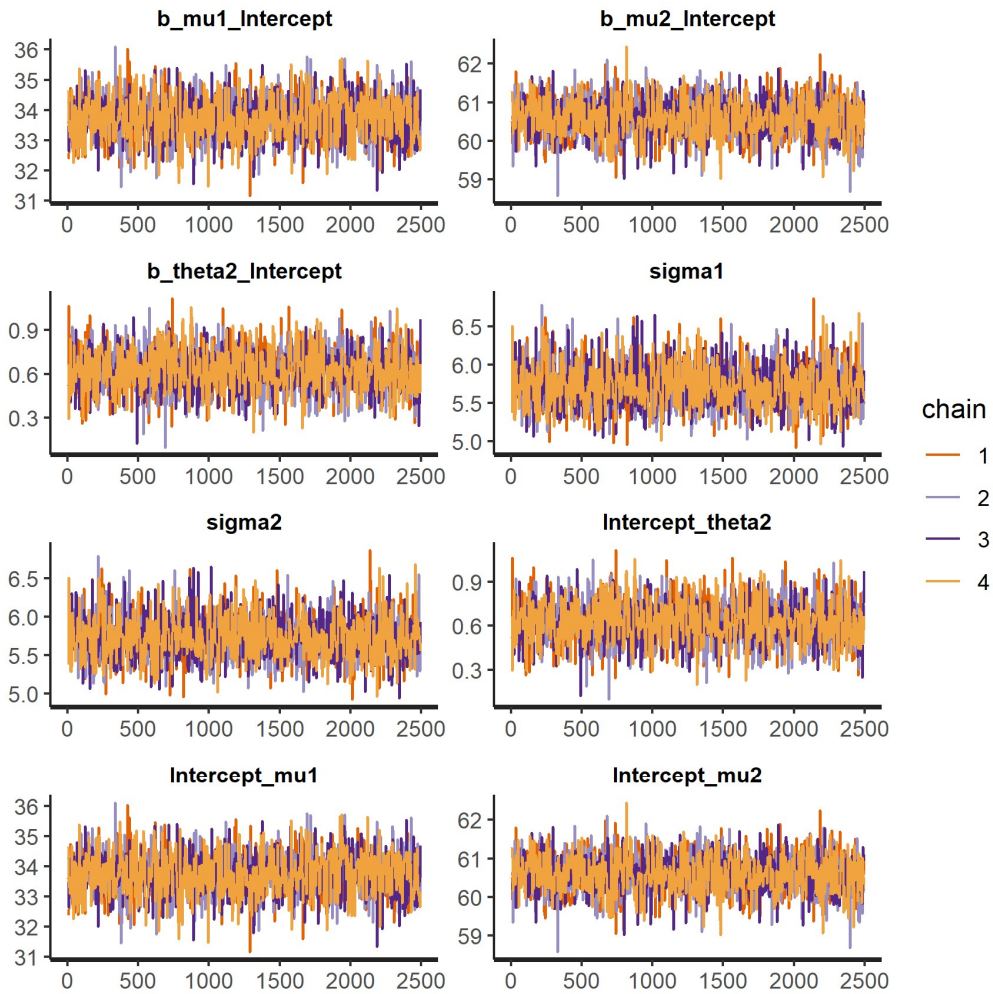 b_mu1_Intercept
36
35
34
33
32
31
0 500 1000 1500 2000 2500
b_mu2_Intercept
62
61
60
59
0 500 1000 1500 2000 2500
b_theta2_Intercept
0.9
0.6
0.3
0 500 1000 1500 2000 2500
sigma1
6.5
6.0
5.5
5.0
0 500 1000 1500 2000 2500
sigma2
6.5
6.0
5.5
5.0
0 500 1000 1500 2000 2500
Intercept_theta2
0.9
0.6
0.3
0 500 1000 1500 2000 2500
Intercept_mu1
36
35
34
33
32
31
0 500 1000 1500 2000 2500
Intercept_mu2
62
61
60
59
0 500 1000 1500 2000 2500
chain
1
2
3
4